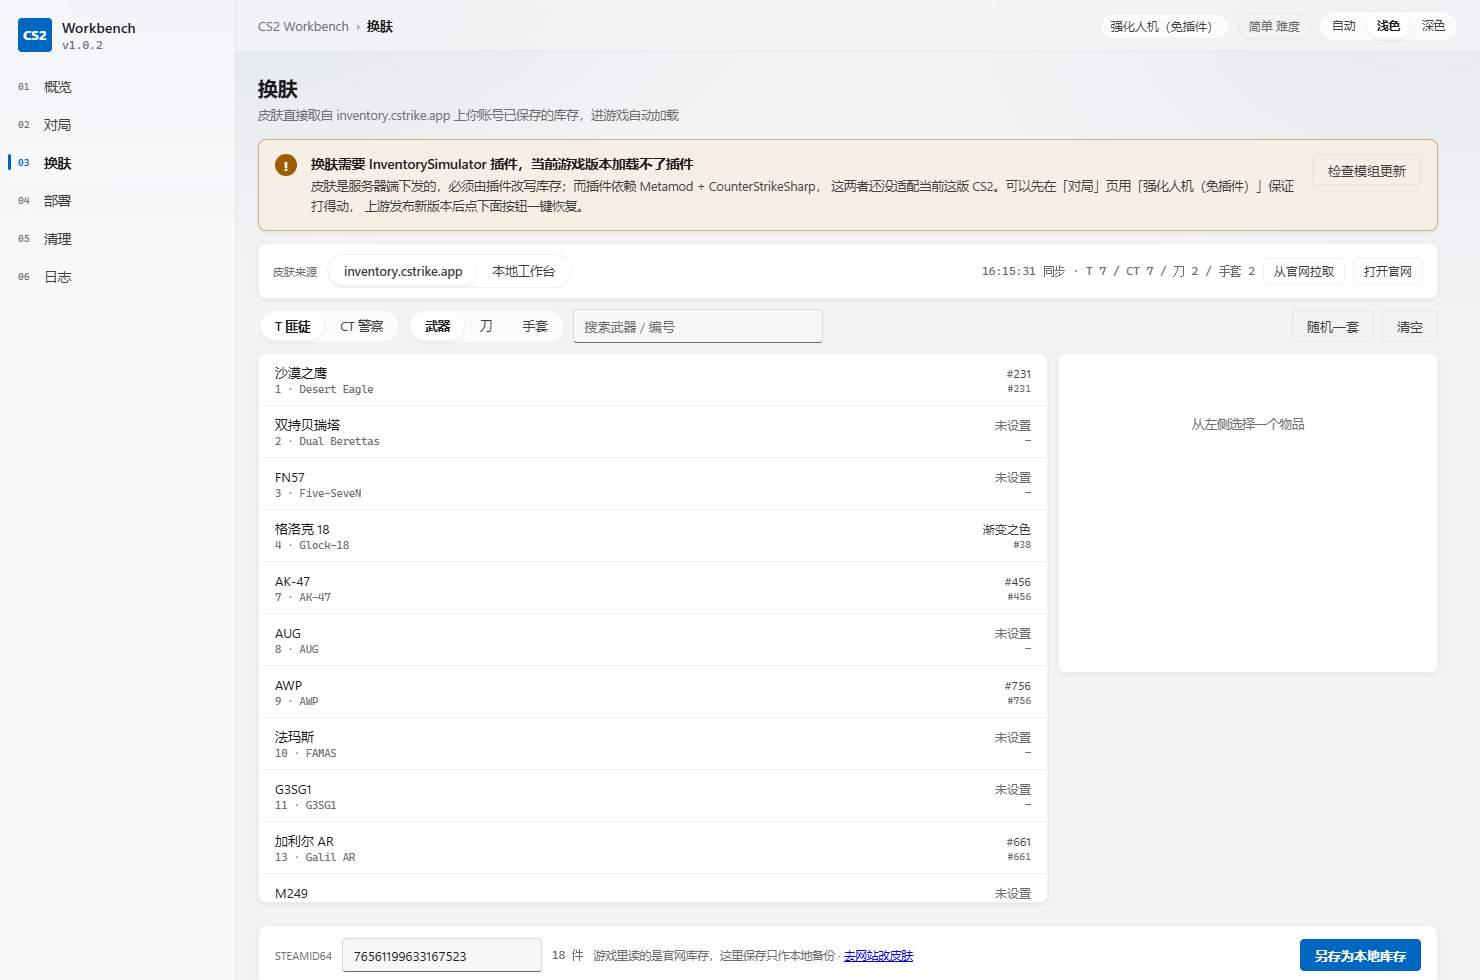 CS2
Workbench
v1.0.2
01 概览
02 对局
03 换肤
04 部署
05 清理
06 日志
CS2 Workbench › 换肤
强化人机（免插件）
简单 难度
自动 浅色 深色
换肤
皮肤直接取自 inventory.cstrike.app 上你账号已保存的库存，进游戏自动加载
!
换肤需要 InventorySimulator 插件，当前游戏版本加载不了插件
皮肤是服务器端下发的，必须由插件改写库存；而插件依赖 Metamod + CounterStrikeSharp， 这两者还没适配当前这版 CS2。可以先在「对局」页用「强化人机（免插件）」保证
打得动， 上游发布新版本后点下面按钮一键恢复。
检查模组更新
皮肤来源 inventory.cstrike.app 本地工作台
16:15:31 同步 · T 7 / CT 7 / 刀 2 / 手套 2
从官网拉取 打开官网
T 匪徒 CT 警察 武器 刀 手套
搜索武器 / 编号
随机一套 清空
沙漠之鹰 #231
1 · Desert Eagle #231
双持贝瑞塔 未设置
2 · Dual Berettas —
FN57 未设置
3 · Five-SeveN —
格洛克 18 渐变之色
4 · Glock-18 #38
AK-47 #456
7 · AK-47 #456
AUG 未设置
8 · AUG —
AWP #756
9 · AWP #756
法玛斯 未设置
10 · FAMAS —
G3SG1 未设置
11 · G3SG1 —
加利尔 AR #661
13 · Galil AR #661
M249 未设置
从左侧选择一个物品
STEAMID64 76561199633167523 18 件 游戏里读的是官网库存，这里保存只作本地备份 · 去网站改皮肤
另存为本地库存